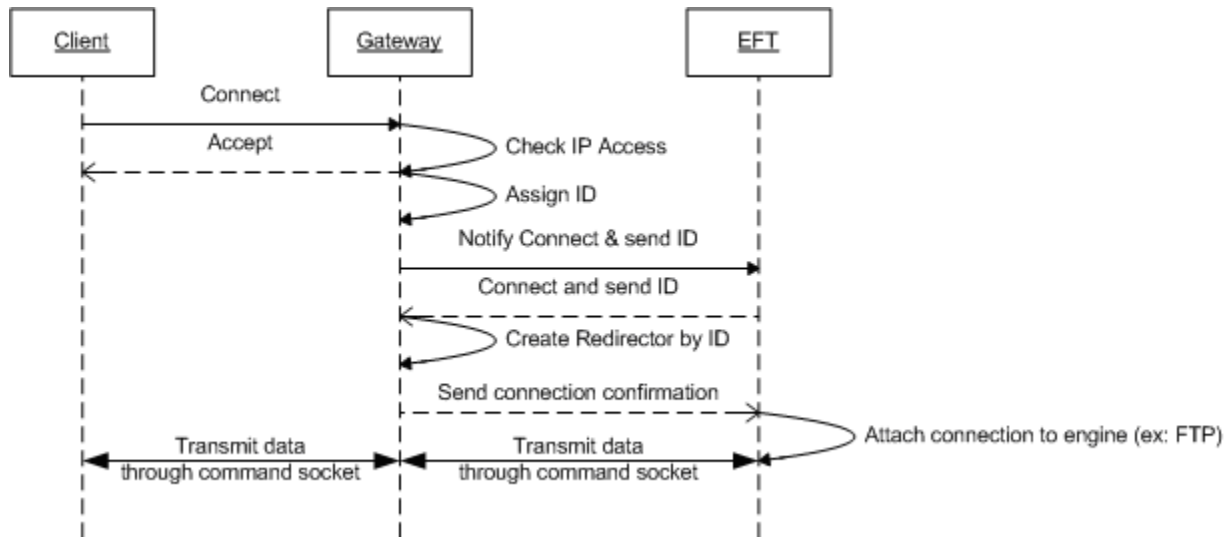 Client
Gateway
EFT
Connect
Accept
Check IP Access
Assign ID
Notify Connect & send ID
Connect and send ID
Create Redirector by ID
Send connection confirmation
Attach connection to engine (ex: FTP)
Transmit data
through command socket
Transmit data
through command socket